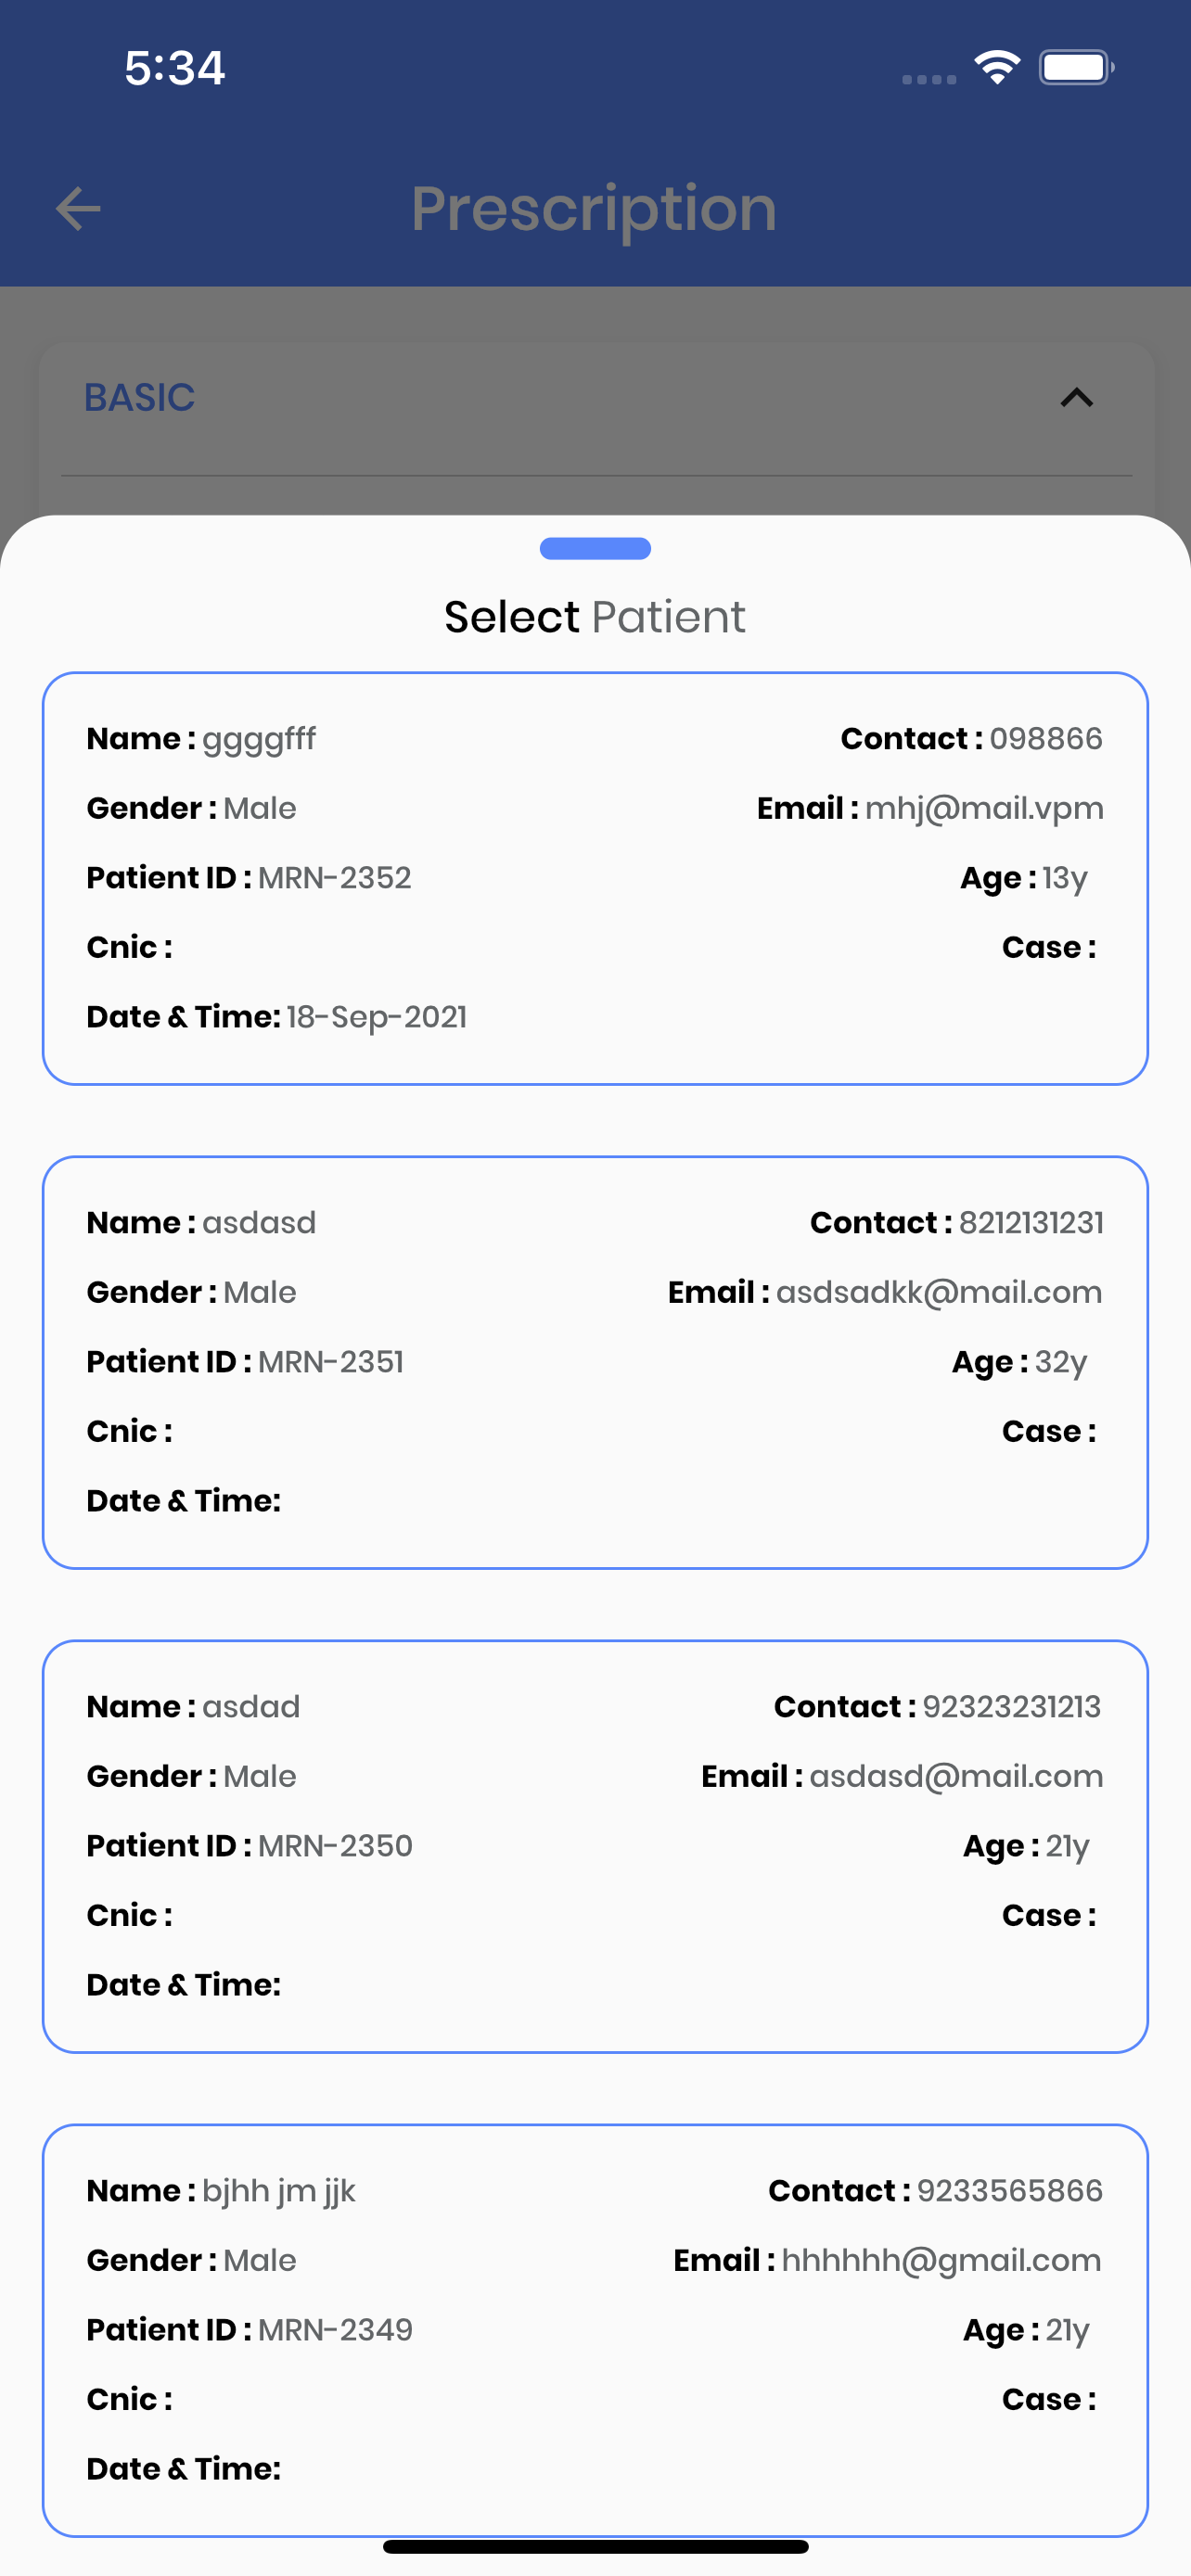 5:34
Prescription
BASIC
Select Patient
Name : ggggfff Contact : 098866
Gender : Male Email : mhj@mail.vpm
Patient ID : MRN-2352 Age : 13y
Cnic : Case :
Date & Time: 18-Sep-2021
Name : asdasd Contact : 8212131231
Gender : Male Email : asdsadkk@mail.com
Patient ID : MRN-2351 Age : 32y
Cnic : Case :
Date & Time:
Name : asdad Contact : 92323231213
Gender : Male Email : asdasd@mail.com
Patient ID : MRN-2350 Age : 21y
Cnic : Case :
Date & Time:
Name : bjhh jm jjk Contact : 9233565866
Gender : Male Email : hhhhhh@gmail.com
Patient ID : MRN-2349 Age : 21y
Cnic : Case :
Date & Time: